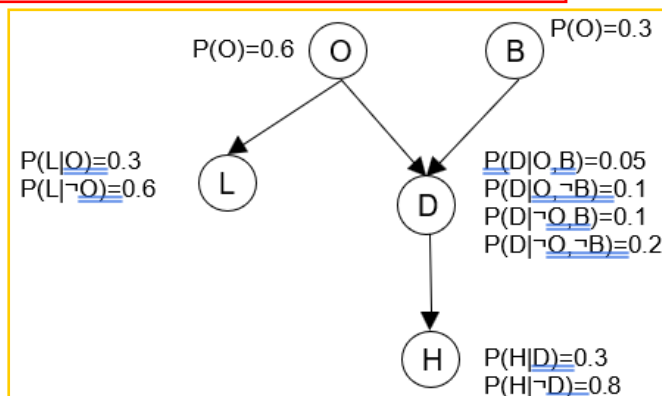 P(O)=0.6
O
B
P(O)=0.3
P(L|O)=0.3
P(L|¬O)=0.6
L
D
P(D|O,B)=0.05
P(D|O,¬B)=0.1
P(D|¬O,B)=0.1
P(D|¬O,¬B)=0.2
H
P(H|D)=0.3
P(H|¬D)=0.8